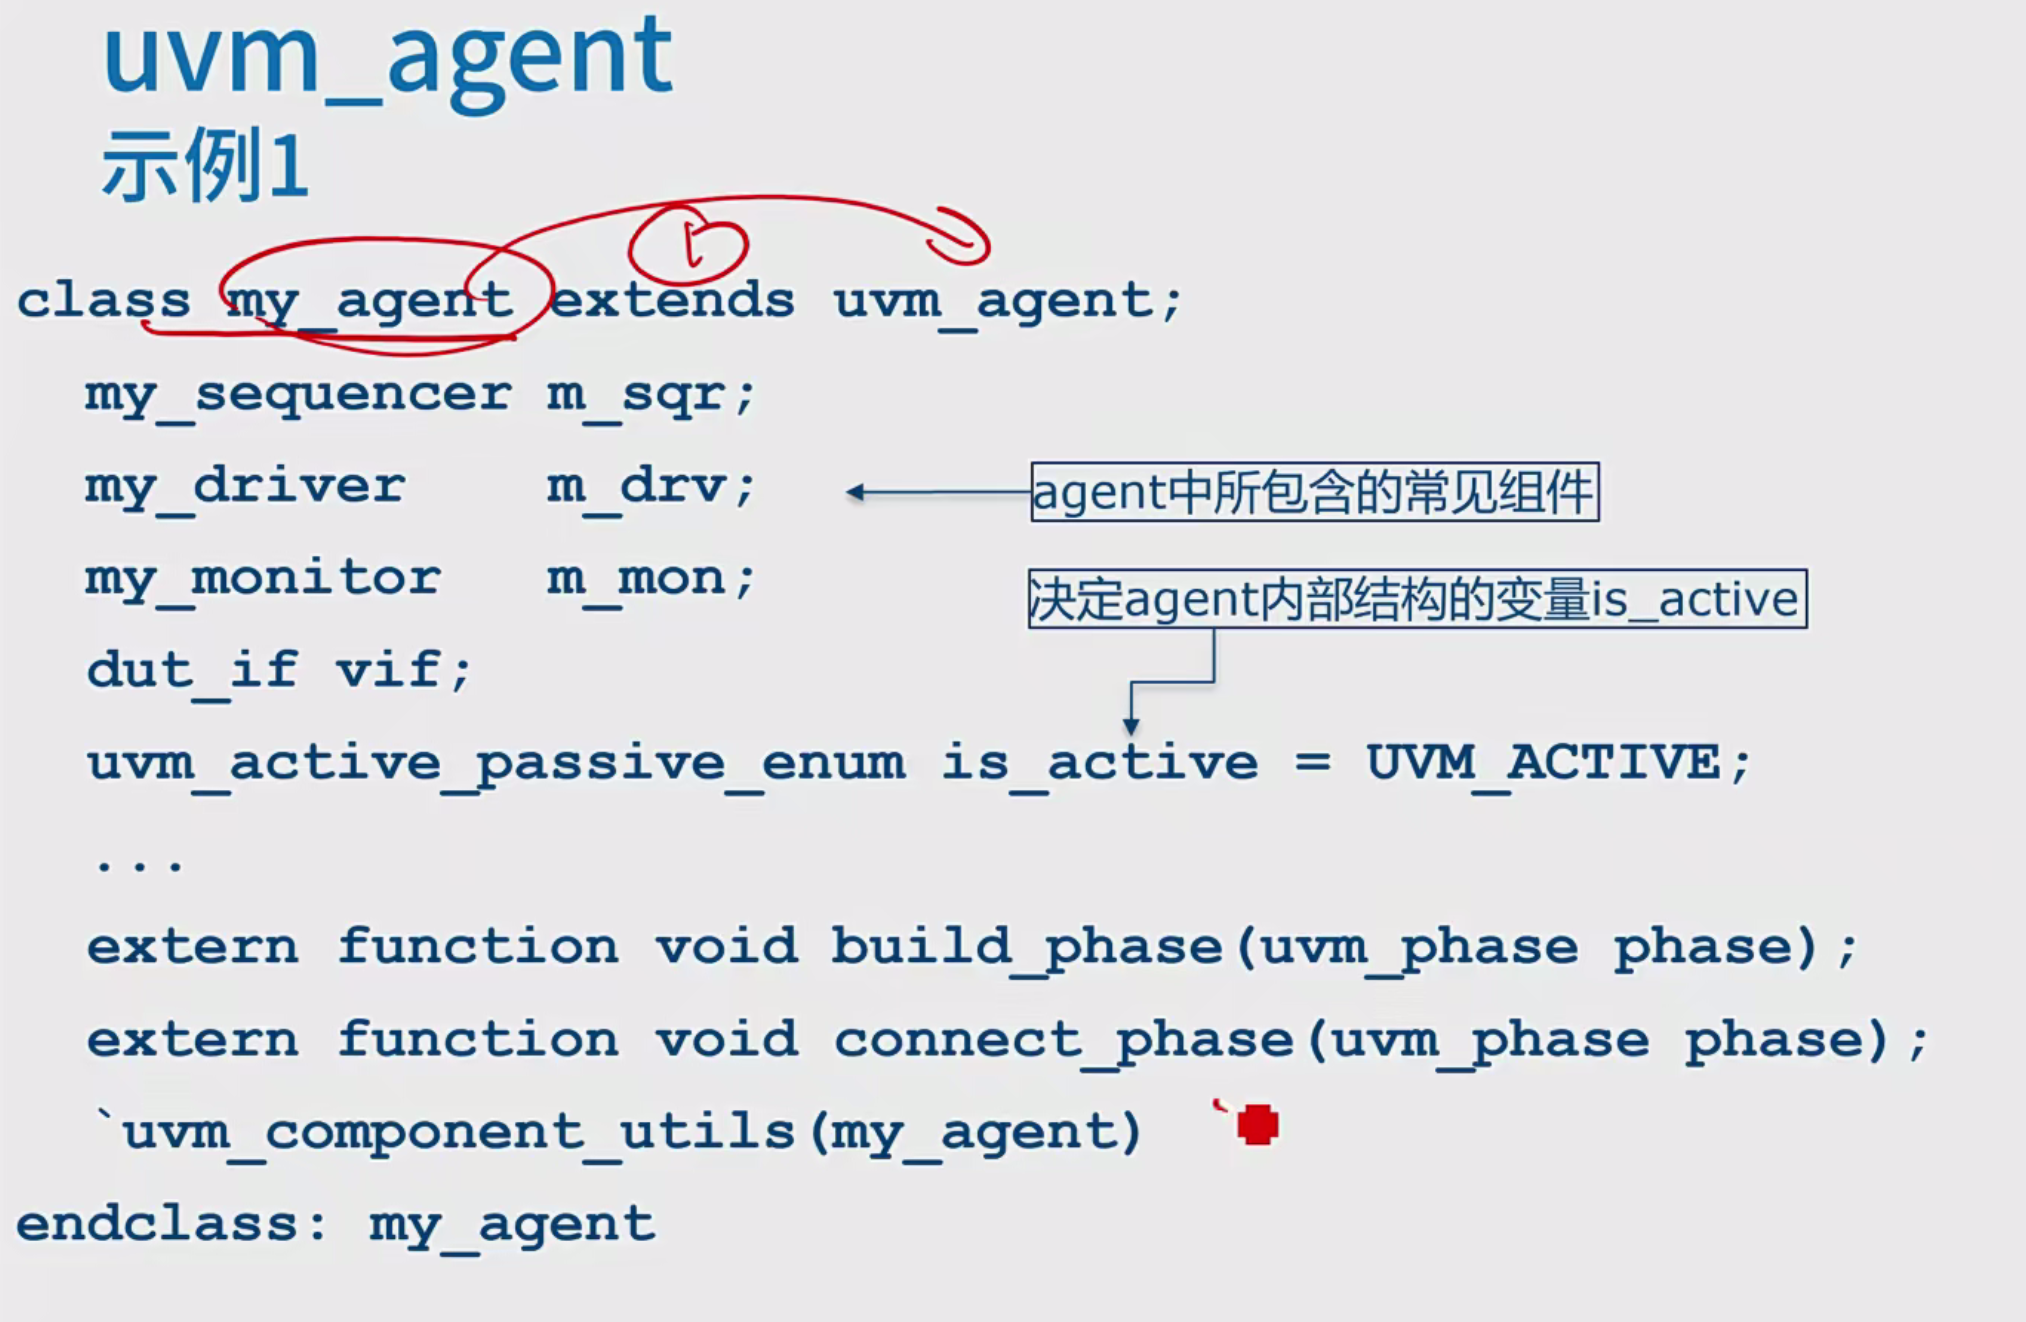 uvm_agent
示例1
class my_agent extends uvm_agent;
my_sequencer m_sqr;
my_driver m_drv;
agent中所包含的常见组件
my_monitor m_mon;
决定agent内部结构的变量is_active
dut_if vif;
uvm_active_passive_enum is_active = UVM_ACTIVE;
...
extern function void build_phase(uvm_phase phase);
extern function void connect_phase(uvm_phase phase);
`uvm_component_utils(my_agent)
endclass: my_agent